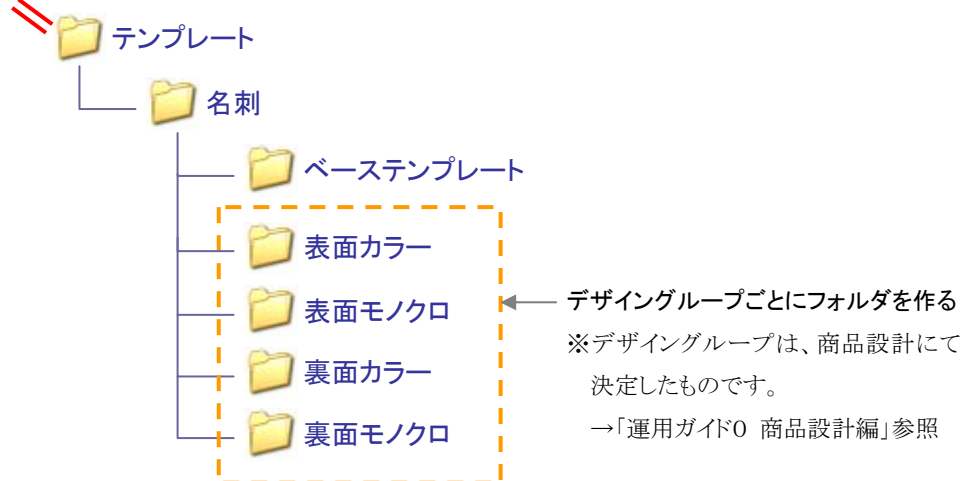 テンプレート
名刺
ベーステンプレート
表面カラー
表面モノクロ
裏面カラー
裏面モノクロ
デザイングループごとにフォルダを作る
※デザイングループは、商品設計にて
決定したものです。
→「運用ガイド0 商品設計編」参照